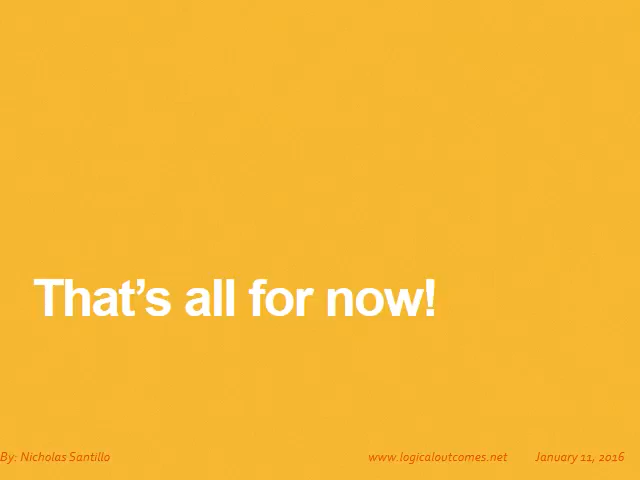 That’s all for now!
By: Nicholas Santillo www.logicaloutcomes.net January 11, 2016